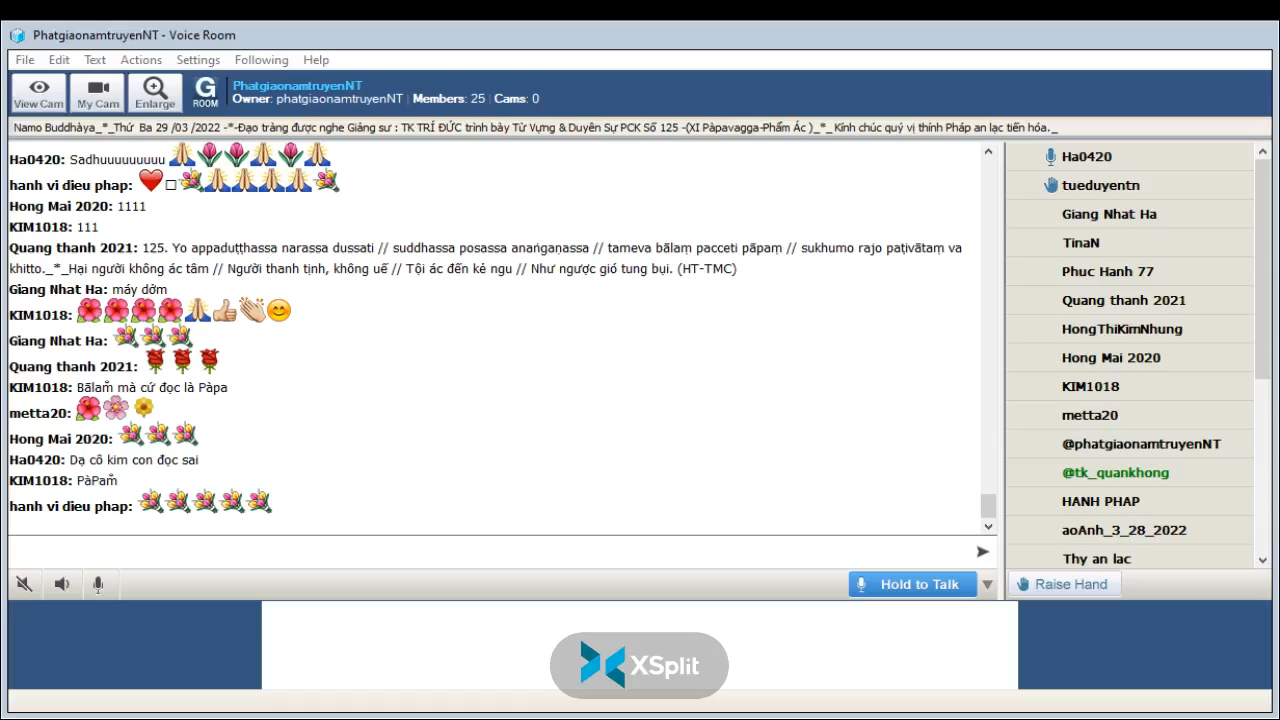 PhatgiaonamtruyenNT - Voice Room
File Edit Text Actions Settings Following Help
View Cam My Cam Enlarge G ROOM
PhatgiaonamtruyenNT
Owner: phatgiaonamtruyenNT | Members: 25 | Cams: 0
Namo Buddhàya_*_Thứ Ba 29 /03 /2022 -*-Đạo tràng được nghe Giảng sư : TK TRÍ ĐỨC trình bày Từ Vựng & Duyên Sự PCK Số 125 -(XI Pàpavagga-Phẩm Ác )_*_ Kính chúc quý vị thính Pháp an lạc tiến hóa._
Ha0420: Sadhuuuuuuuuu 🙏🌷🌷🙏🌷🙏
hanh vi dieu phap: ❤️□💐🙏🙏🙏🙏💐
Hong Mai 2020: 1111
KIM1018: 111
Quang thanh 2021: 125. Yo appaduṭṭhassa narassa dussati // suddhassa posassa anaṅgaṇassa // tameva bālaṃ pacceti pāpaṃ // sukhumo rajo paṭivātaṃ va
khitto._*_Hại người không ác tâm // Người thanh tịnh, không uế // Tội ác đến kẻ ngu // Như ngược gió tung bụi. (HT-TMC)
Giang Nhat Ha: máy dởm
KIM1018: 🌺🌺🌺🌺🙏👍👏😊
Giang Nhat Ha: 💐💐💐
Quang thanh 2021: 🌹🌹🌹
KIM1018: Bālam̐ mà cứ đọc là Pàpa
metta20: 🌺🌸🌼
Hong Mai 2020: 💐💐💐
Ha0420: Dạ cô kim con đọc sai
KIM1018: PàPam̐
hanh vi dieu phap: 💐💐💐💐💐
Hold to Talk
Ha0420
tueduyentn
Giang Nhat Ha
TinaN
Phuc Hanh 77
Quang thanh 2021
HongThiKimNhung
Hong Mai 2020
KIM1018
metta20
@phatgiaonamtruyenNT
@tk_quankhong
HANH PHAP
aoAnh_3_28_2022
Thy an lac
Raise Hand
XSplit